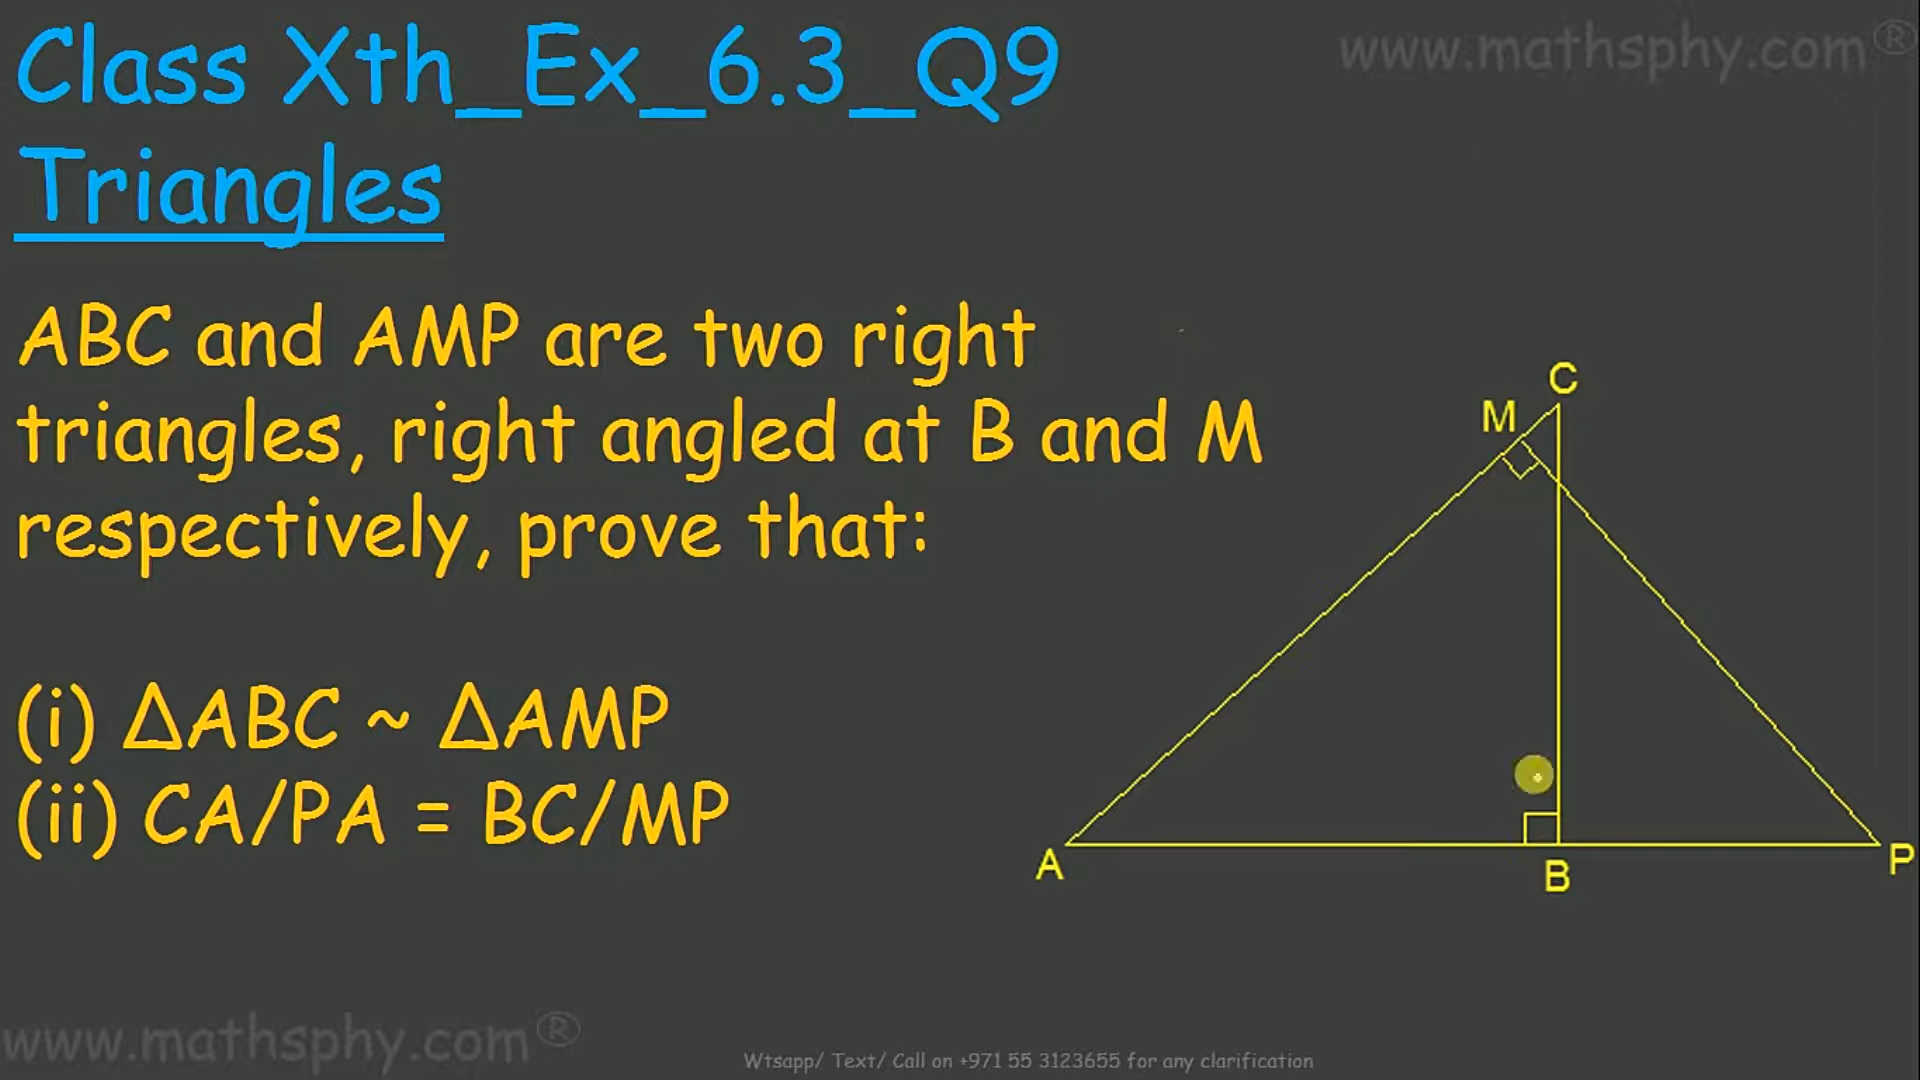 Class Xth_Ex_6.3_Q9
www.mathsphy.com®
Triangles
ABC and AMP are two right
triangles, right angled at B and M
respectively, prove that:
(i) ΔABC ~ ΔAMP
(ii) CA/PA = BC/MP
C
M
A
B
P
www.mathsphy.com®
Wtsapp/ Text/ Call on +971 55 3123655 for any clarification